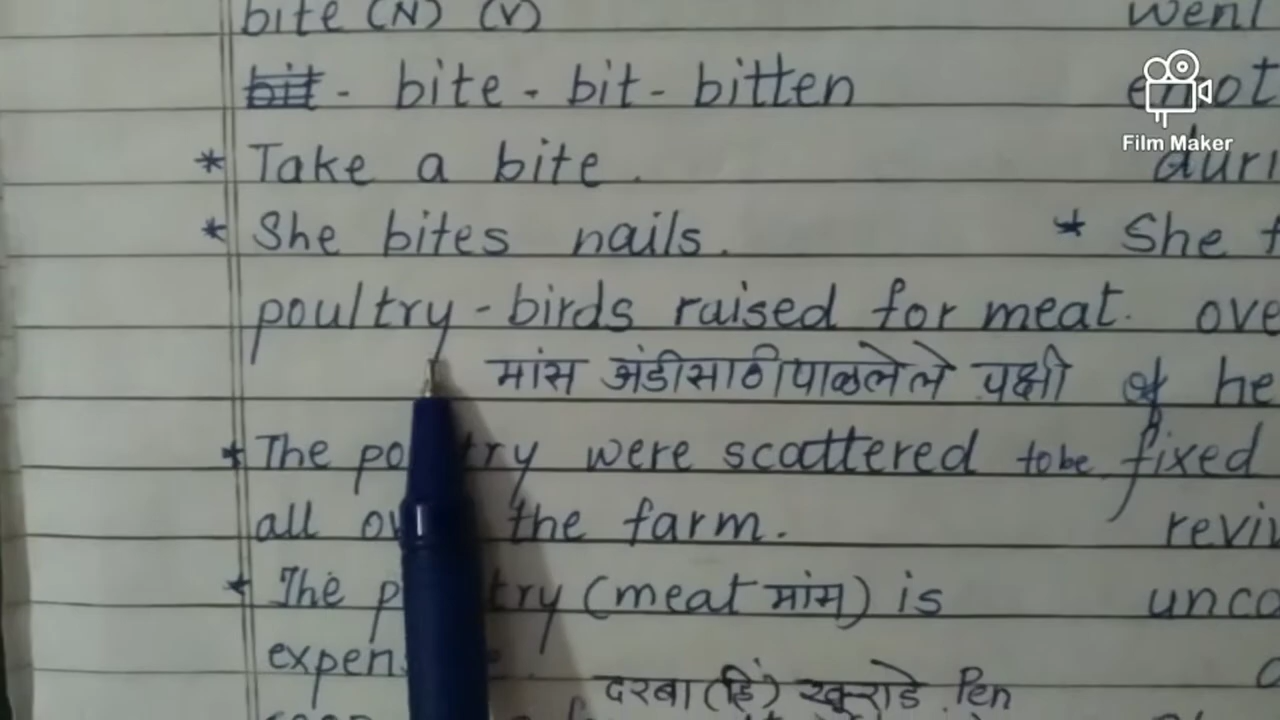 bite (N) (V)
bit - bite - bit - bitten
* Take a bite.
* She bites nails.
poultry - birds raised for meat.
मांस अंडीसाठी पाळलेले पक्षी
* The po try were scattered
all ov the farm.
* The p try (meat मांस) is
expen
दरबा (हिं) खुराडे Pen
went
Film Maker
* She
of he
to be fixed